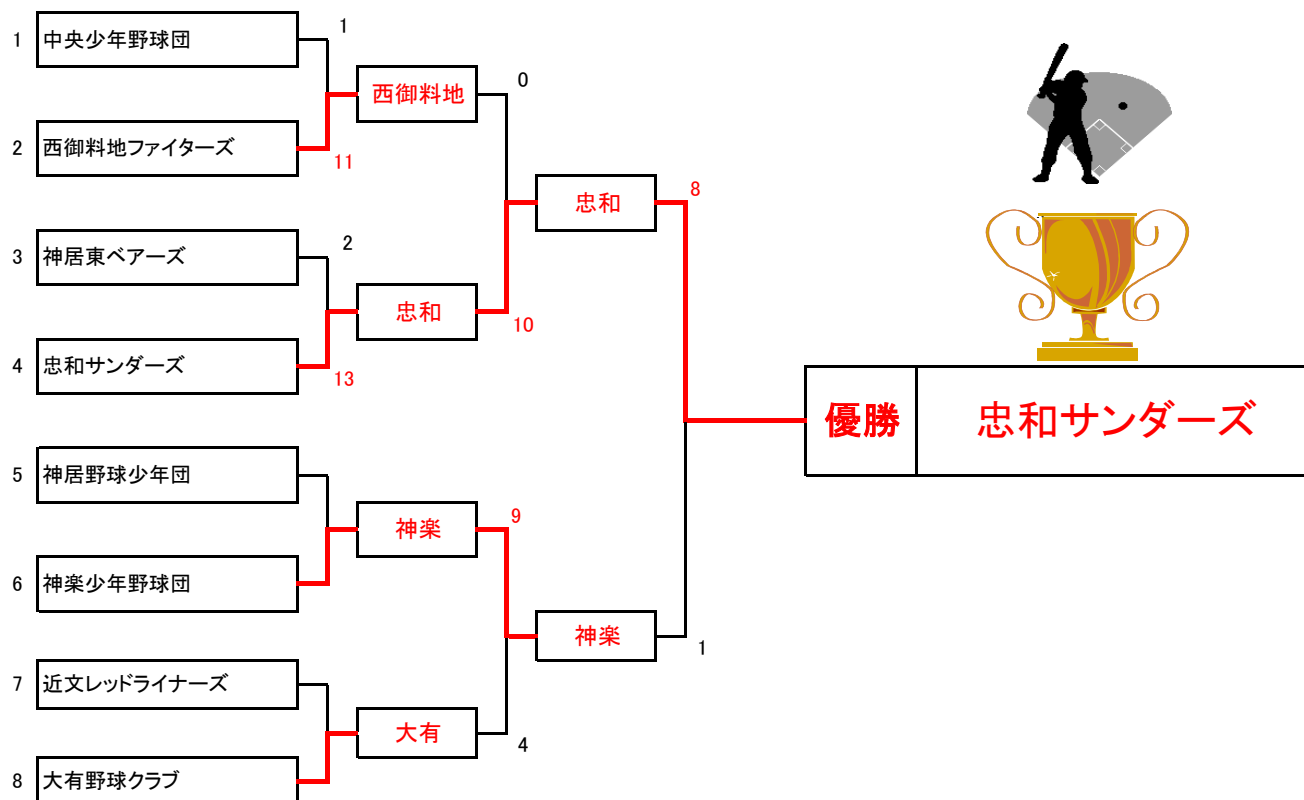 1 中央少年野球団
1
西御料地
0
2 西御料地ファイターズ
11
忠和
8
3 神居東ベアーズ
2
忠和
10
4 忠和サンダーズ
13
優勝 忠和サンダーズ
5 神居野球少年団
神楽
9
6 神楽少年野球団
神楽
1
7 近文レッドライナーズ
大有
4
8 大有野球クラブ